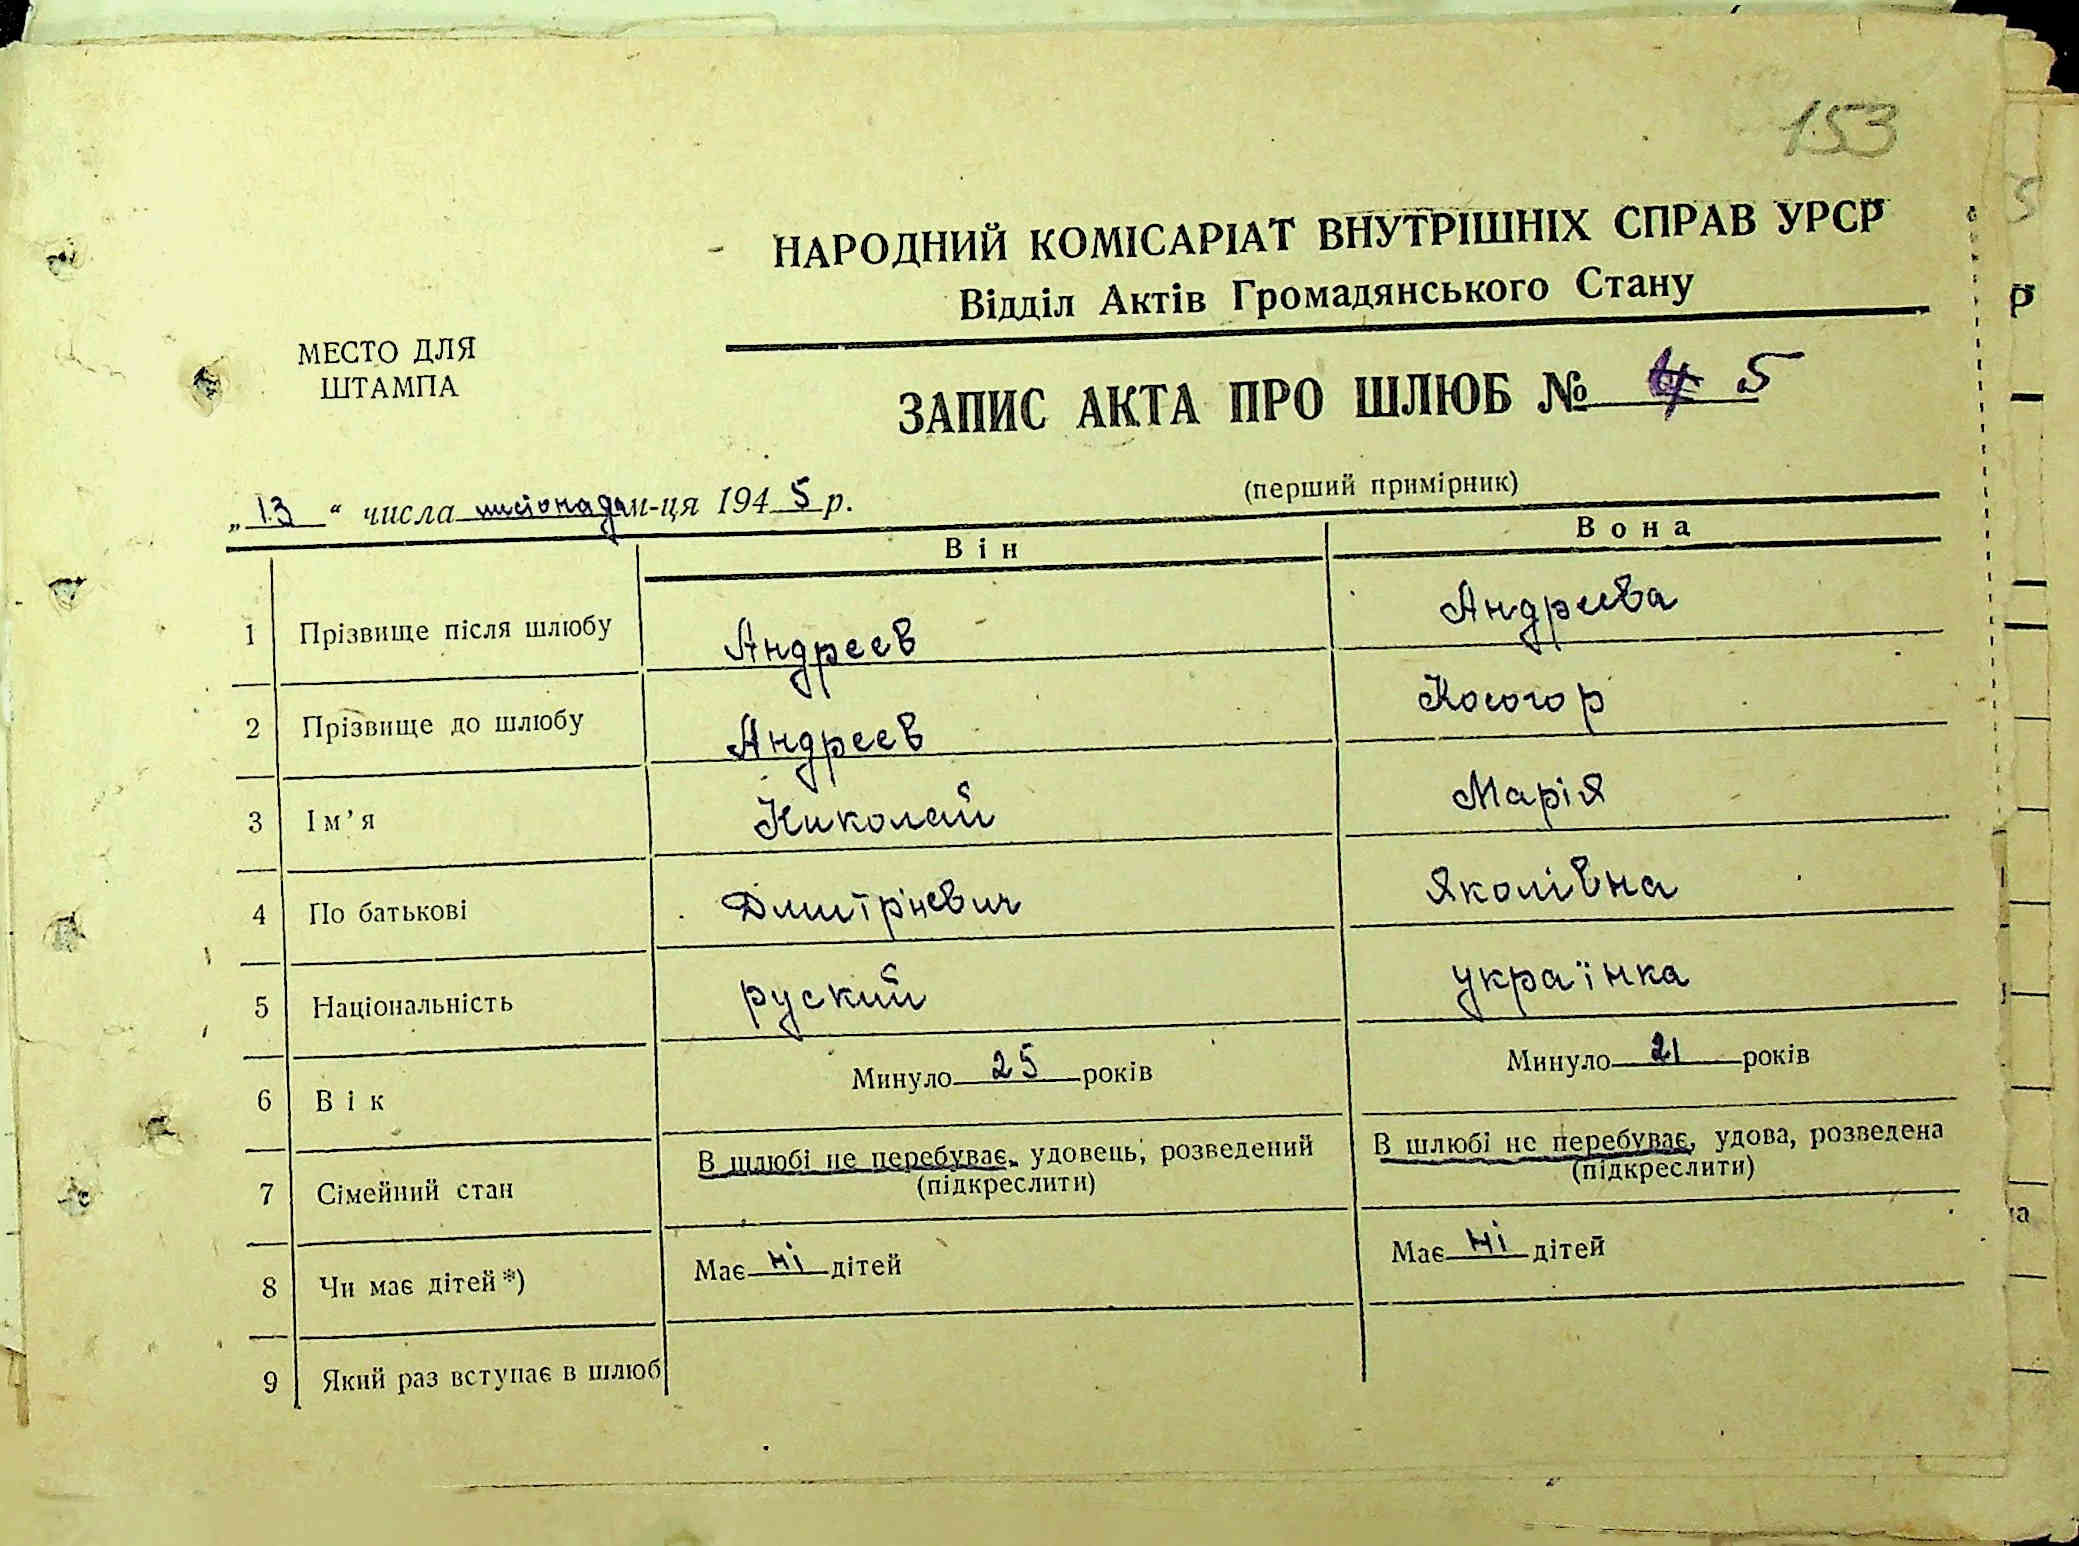 153
НАРОДНИЙ КОМІСАРІАТ ВНУТРІШНІХ СПРАВ УРСР
Відділ Актів Громадянського Стану
МЕСТО ДЛЯ
ШТАМПА
ЗАПИС АКТА ПРО ШЛЮБ № 5
(перший примірник)
„13“ числа листопада м-ця 1945 р.
Він Вона
1 Прізвище після шлюбу Андреев Андреева
2 Прізвище до шлюбу Андреев Косогор
3 Ім’я Николай Марія
4 По батькові Дмитріевич Яколівна
5 Національність руский українка
6 Вік Минуло 25 років Минуло 21 років
7 Сімейний стан В шлюбі не перебуває, удовець, розведений В шлюбі не перебуває, удова, розведена
(підкреслити) (підкреслити)
8 Чи має дітей*) Має ні дітей Має ні дітей
9 Який раз вступає в шлюб